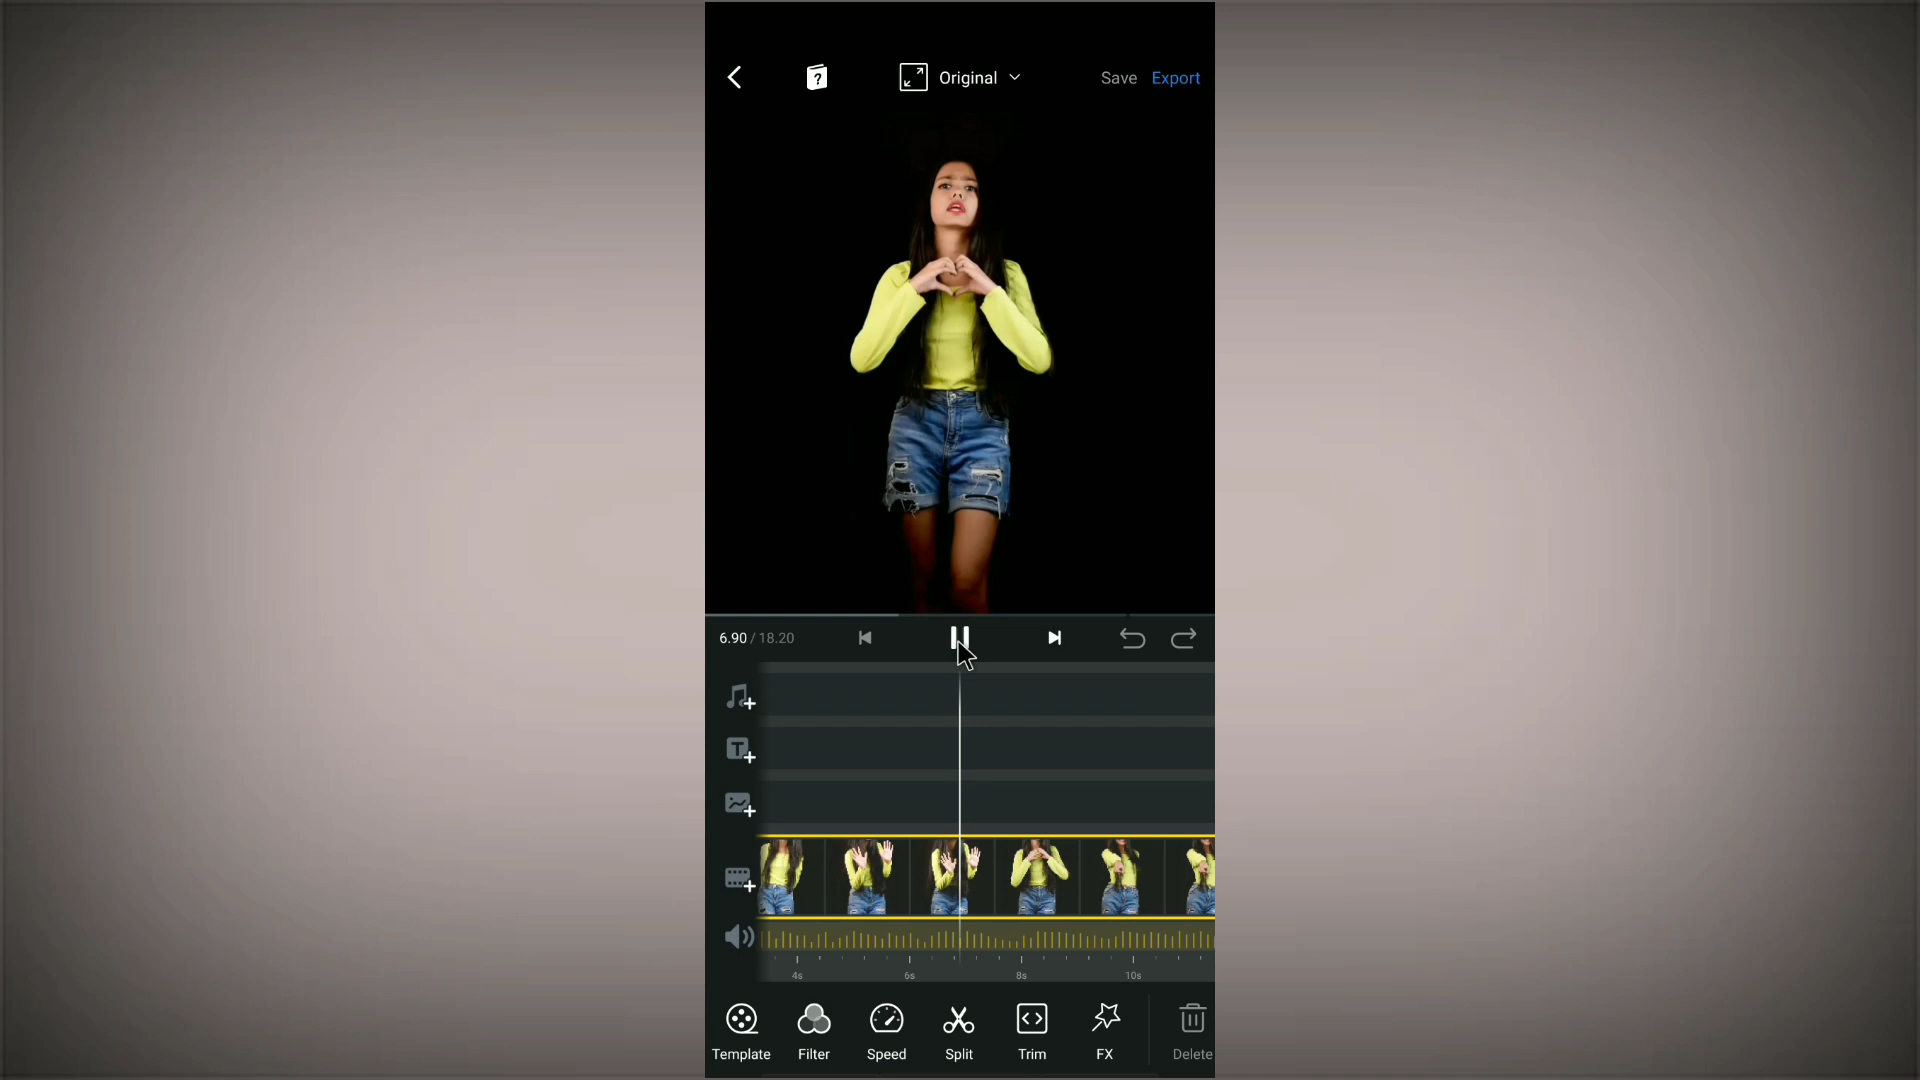 Original
Save Export
6.90 / 18.20
4s 6s 8s 10s
Template Filter Speed Split Trim FX Delete